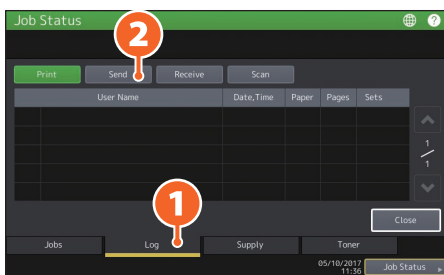 Job Status
?
2
Print Send Receive Scan
User Name Date,Time Paper Pages Sets
1
1
Close
1
Jobs Log Supply Toner
05/10/2017
11:36
Job Status